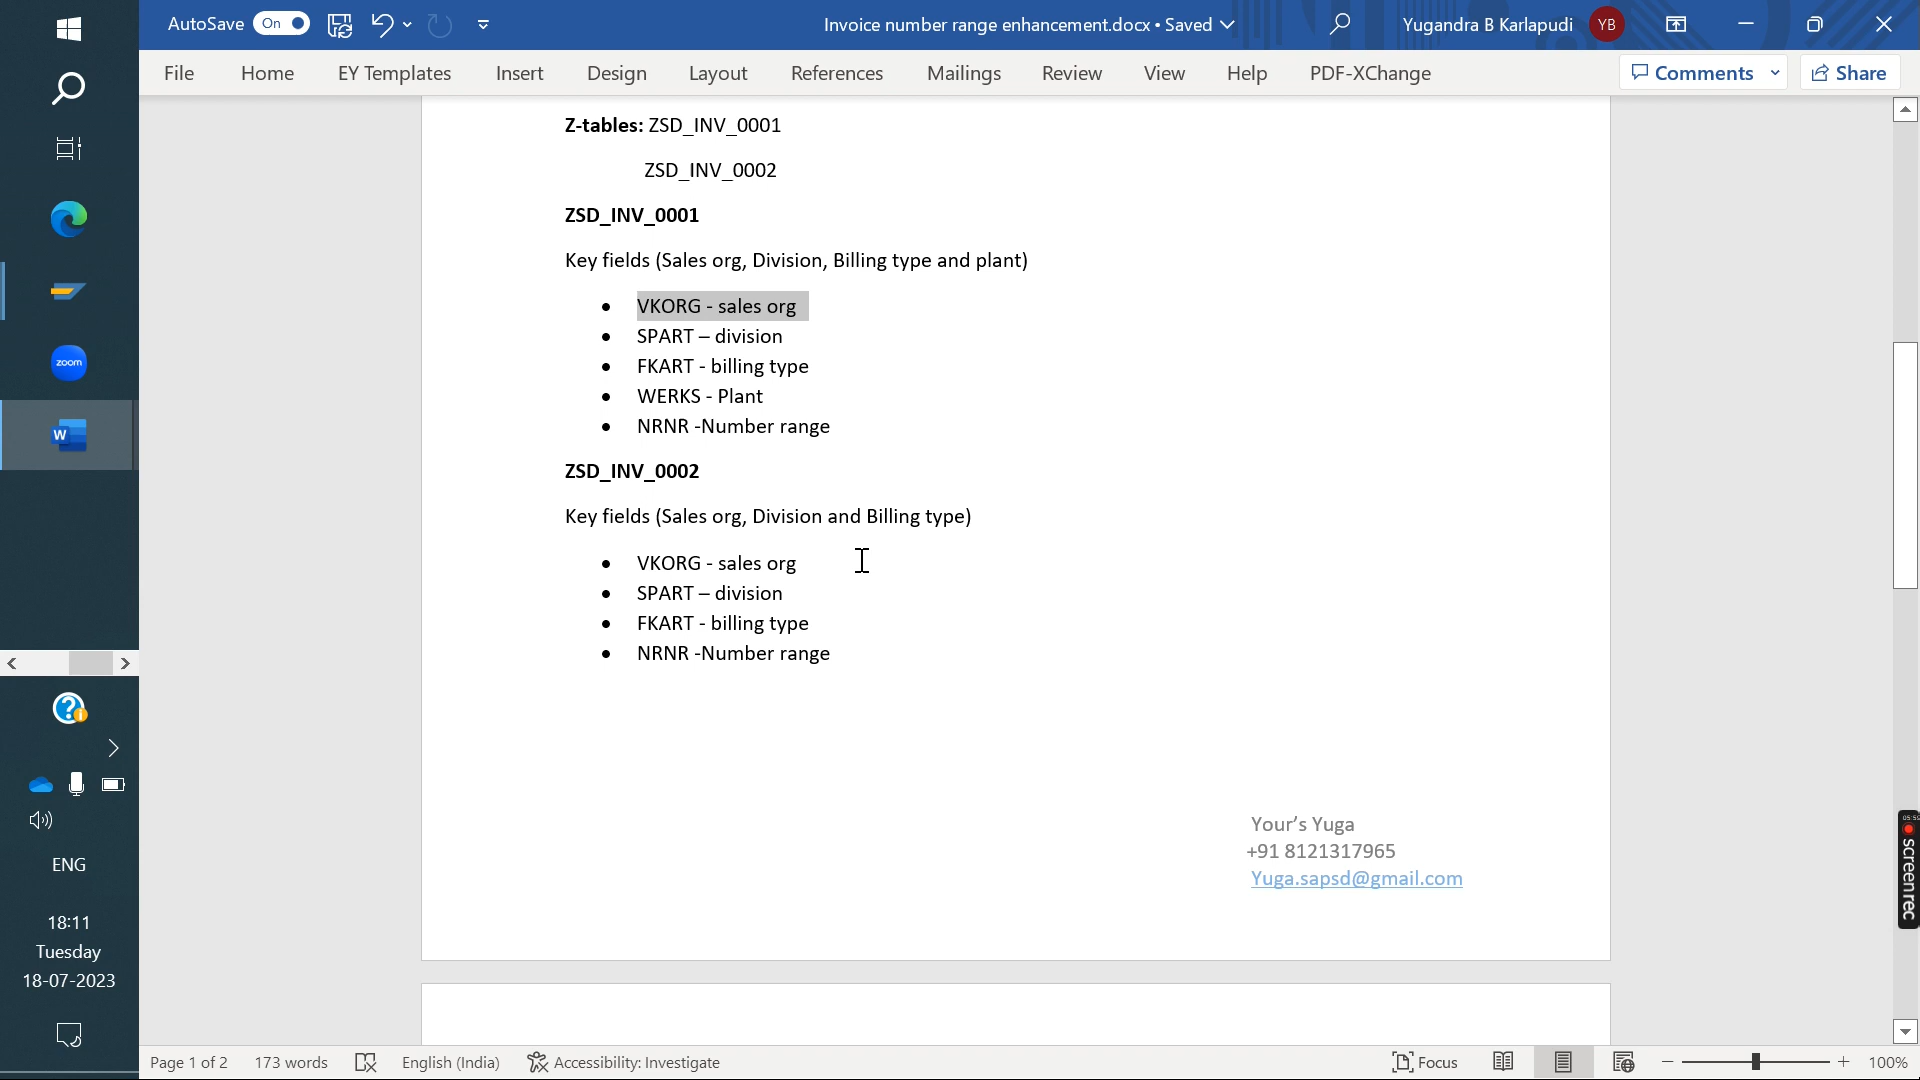 AutoSave On
Invoice number range enhancement.docx • Saved
Yugandra B Karlapudi YB
File Home EY Templates Insert Design Layout References Mailings Review View Help PDF-XChange Comments Share
Z-tables: ZSD_INV_0001
ZSD_INV_0002
ZSD_INV_0001
Key fields (Sales org, Division, Billing type and plant)
• VKORG - sales org
• SPART – division
• FKART - billing type
• WERKS - Plant
• NRNR -Number range
ZSD_INV_0002
Key fields (Sales org, Division and Billing type)
• VKORG - sales org
• SPART – division
• FKART - billing type
• NRNR -Number range
Your’s Yuga
+91 8121317965
Yuga.sapsd@gmail.com
zoom
W
ENG
18:11
Tuesday
18-07-2023
screenrec
Page 1 of 2 173 words English (India) Accessibility: Investigate Focus 100%